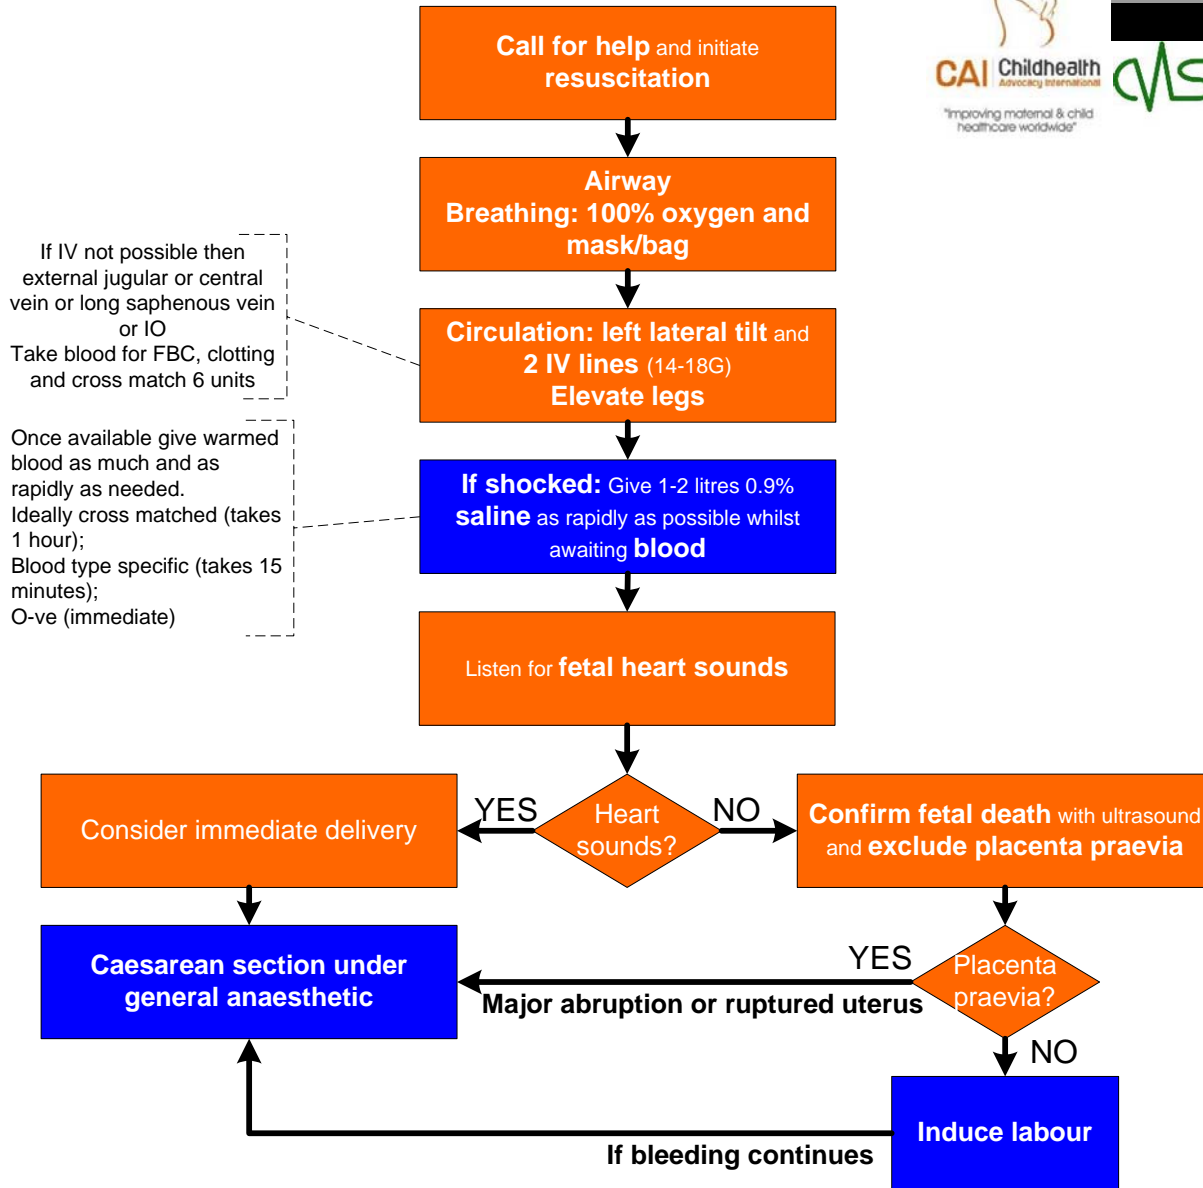 Call for help and initiate
resuscitation
CAI Childhealth
Advocacy International
"Improving maternal & child
healthcare worldwide"
Airway
Breathing: 100% oxygen and
mask/bag
If IV not possible then
external jugular or central
vein or long saphenous vein
or IO
Take blood for FBC, clotting
and cross match 6 units
Circulation: left lateral tilt and
2 IV lines (14-18G)
Elevate legs
Once available give warmed
blood as much and as
rapidly as needed.
Ideally cross matched (takes
1 hour);
Blood type specific (takes 15
minutes);
O-ve (immediate)
If shocked: Give 1-2 litres 0.9%
saline as rapidly as possible whilst
awaiting blood
Listen for fetal heart sounds
Heart
sounds?
YES
NO
Consider immediate delivery
Confirm fetal death with ultrasound
and exclude placenta praevia
Caesarean section under
general anaesthetic
YES
Major abruption or ruptured uterus
Placenta
praevia?
NO
Induce labour
If bleeding continues